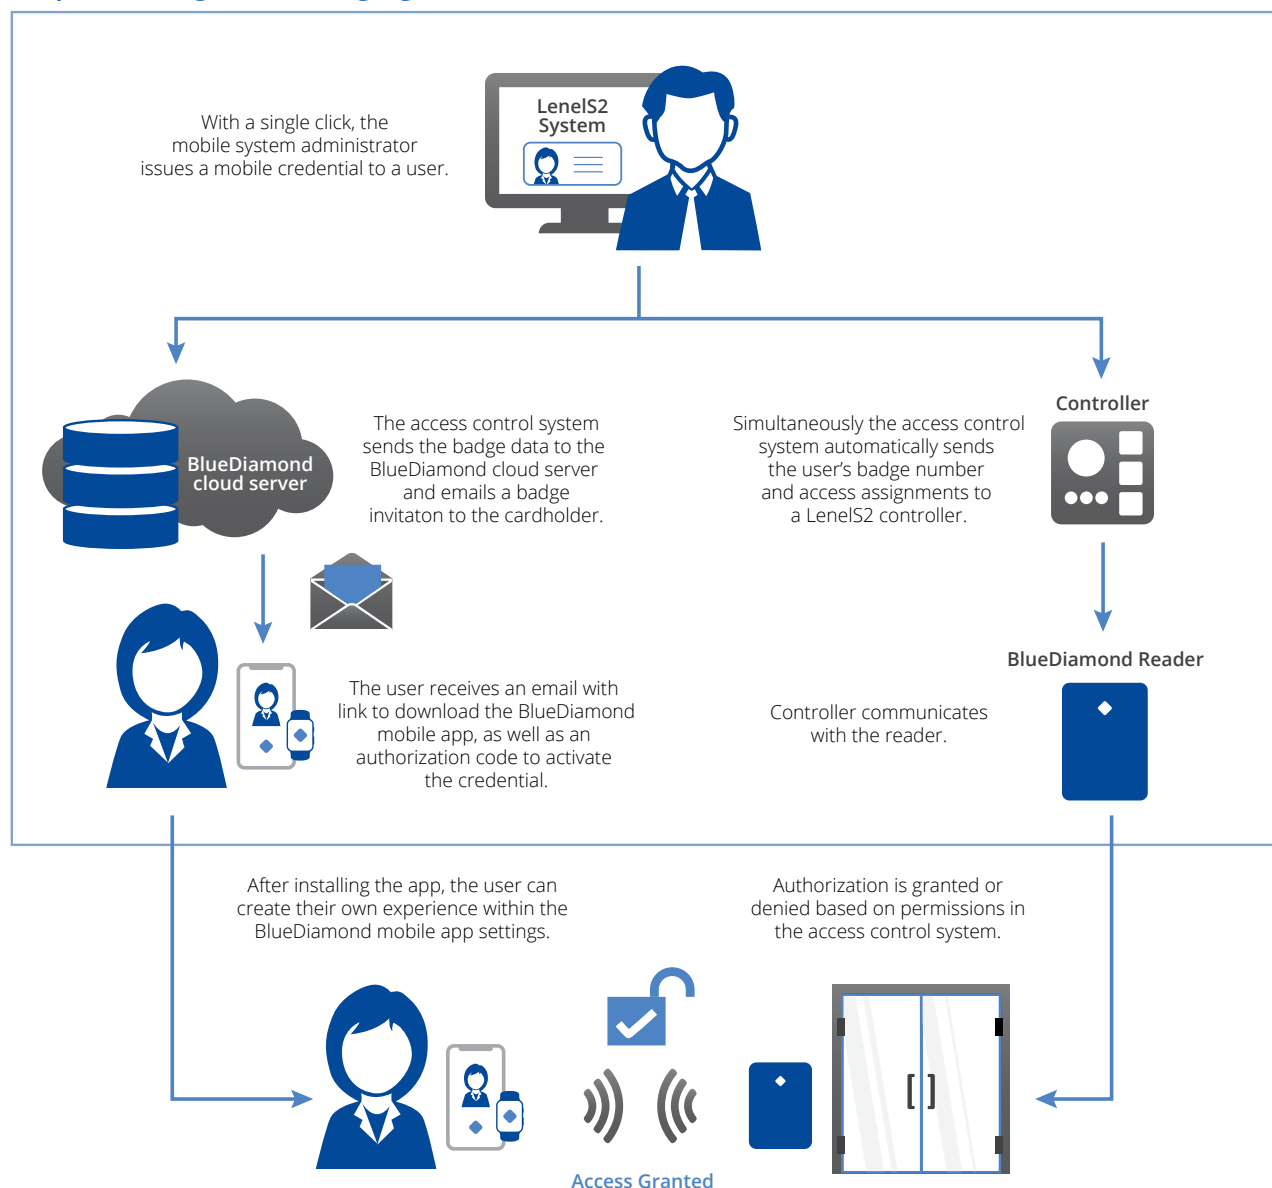 With a single click, the
mobile system administrator
issues a mobile credential to a user.
LenelS2
System
The access control system
sends the badge data to the
BlueDiamond cloud server
and emails a badge
invitaton to the cardholder.
BlueDiamond
cloud server
Simultaneously the access control
system automatically sends
the user's badge number
and access assignments to
a LenelS2 controller.
Controller
The user receives an email with
link to download the BlueDiamond
mobile app, as well as an
authorization code to activate
the credential.
BlueDiamond Reader
Controller communicates
with the reader.
After installing the app, the user can
create their own experience within the
BlueDiamond mobile app settings.
Authorization is granted or
denied based on permissions in
the access control system.
Access Granted